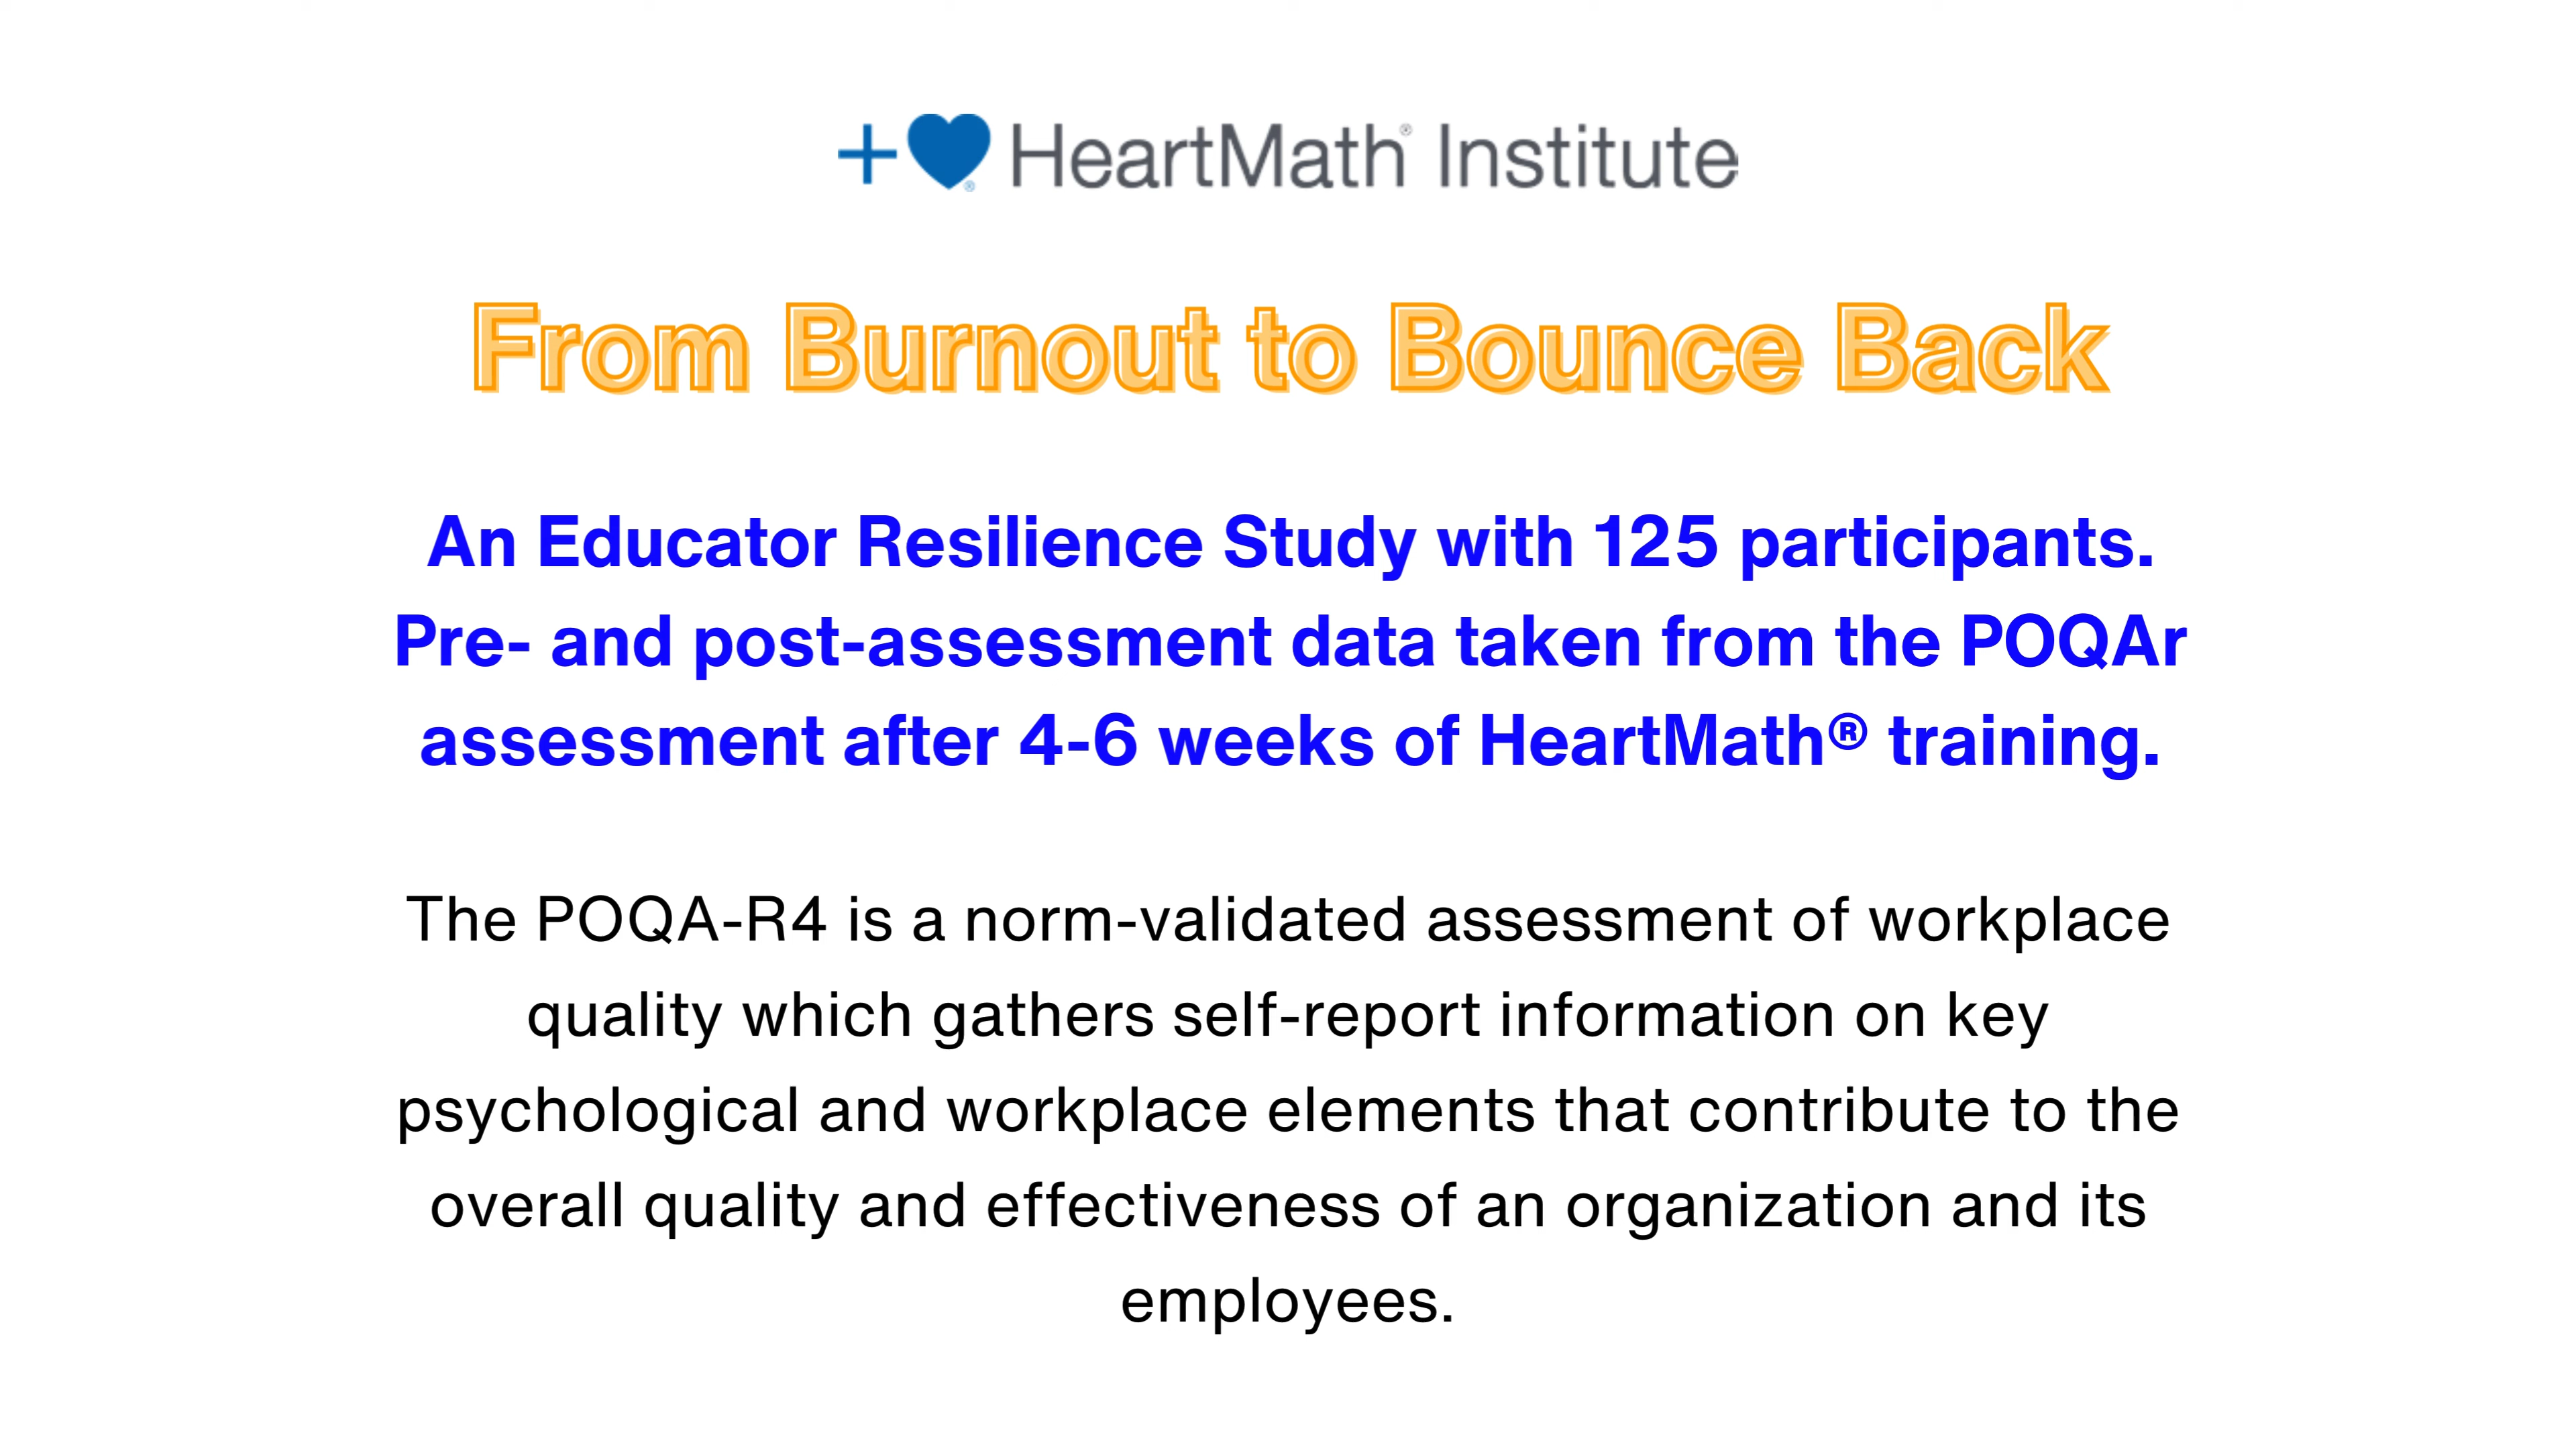 HeartMath® Institute
From Burnout to Bounce Back
An Educator Resilience Study with 125 participants.
Pre- and post-assessment data taken from the POQAr
assessment after 4-6 weeks of HeartMath® training.
The POQA-R4 is a norm-validated assessment of workplace
quality which gathers self-report information on key
psychological and workplace elements that contribute to the
overall quality and effectiveness of an organization and its
employees.